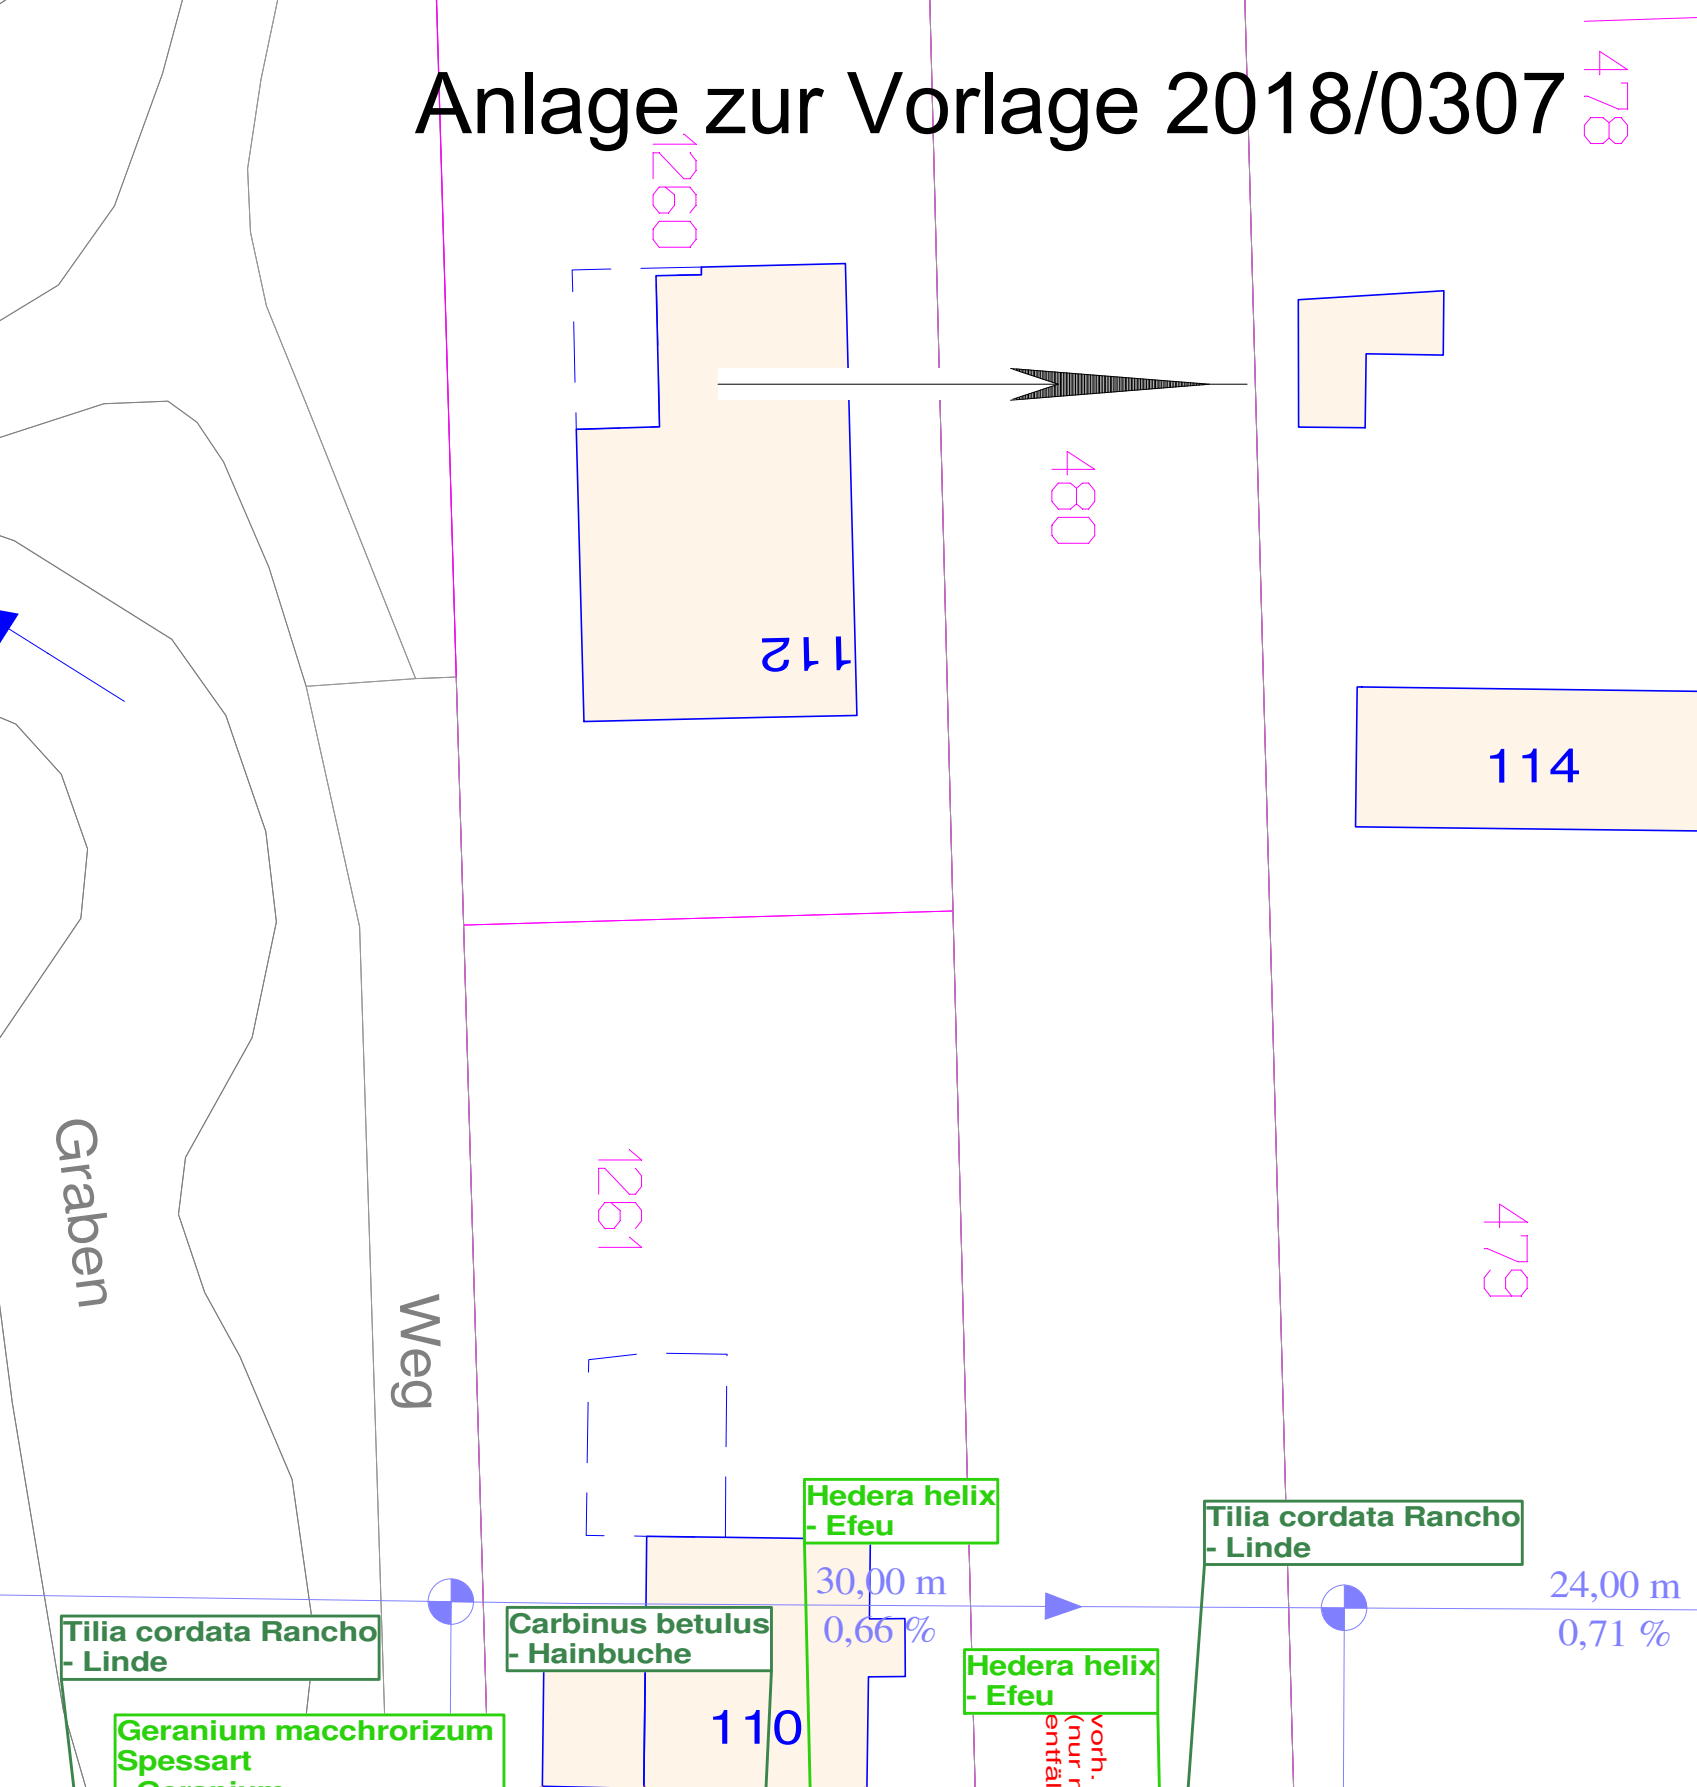 Anlage zur Vorlage 2018/0307
478
1260
480
112
114
Graben
1261
479
Weg
Hedera helix
- Efeu
Tilia cordata Rancho
- Linde
30,00 m
0,66 %
24,00 m
0,71 %
Tilia cordata Rancho
- Linde
Carbinus betulus
- Hainbuche
Hedera helix
- Efeu
110
Geranium macchrorizum
Spessart
vorh.
(nur